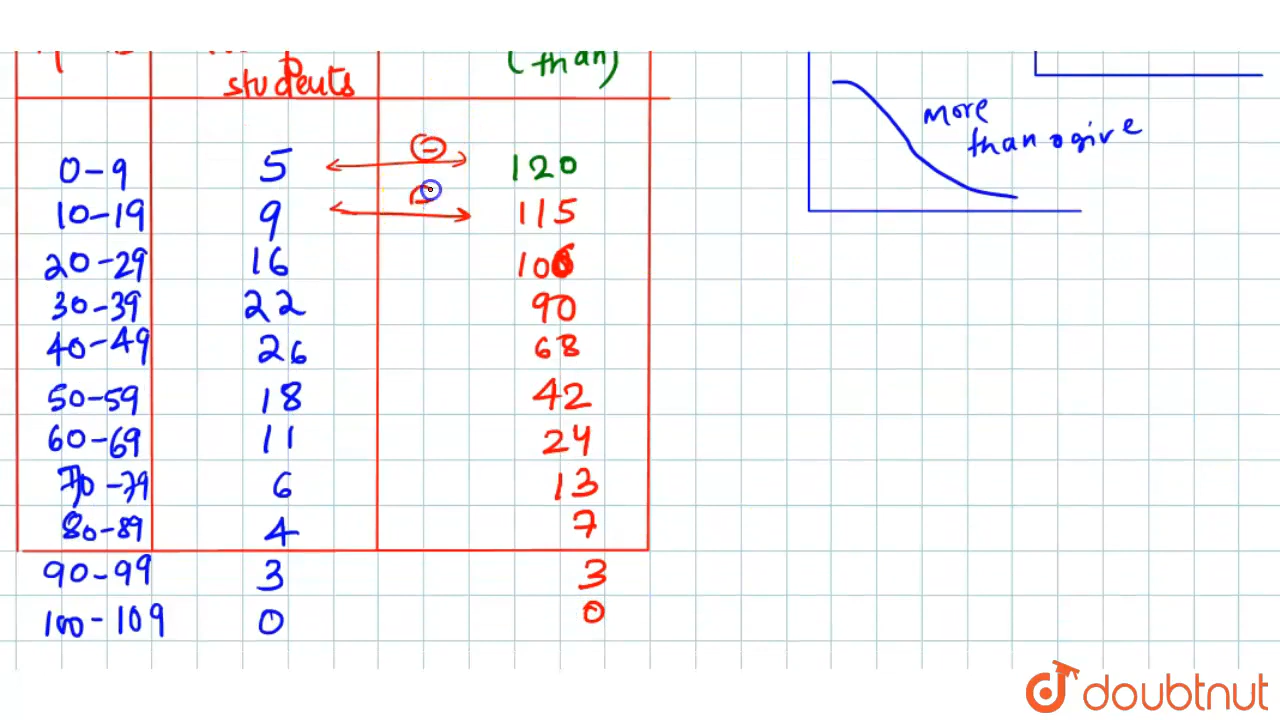 (than)
students
More
than ogive
0-9 5 120
10-19 9 115
20-29 16 106
30-39 22 90
40-49 26 68
50-59 18 42
60-69 11 24
70-79 6 13
80-89 4 7
90-99 3 3
100-109 0 0
doubtnut